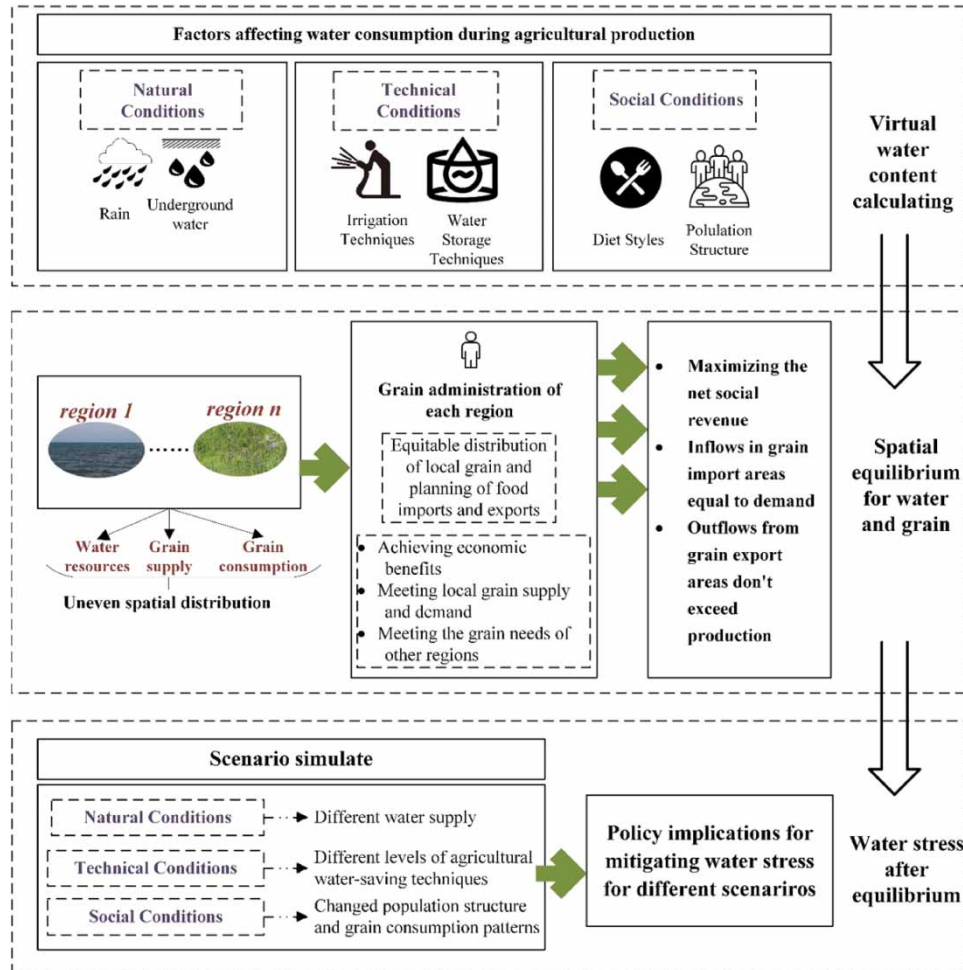 Factors affecting water consumption during agricultural production
Natural
Conditions
Rain
Underground
water
Technical
Conditions
Irrigation
Techniques
Water
Storage
Techniques
Social Conditions
Diet Styles
Polulation
Structure
Virtual
water
content
calculating
region 1
region n
Water
resources
Grain
supply
Grain
consumption
Uneven spatial distribution
Grain administration of
each region
Equitable distribution
of local grain and
planning of food
imports and exports
• Achieving economic
benefits
• Meeting local grain supply
and demand
• Meeting the grain needs of
other regions
• Maximizing the
net social
revenue
• Inflows in grain
import areas
equal to demand
• Outflows from
grain export
areas don't
exceed
production
Spatial
equilibrium
for water
and grain
Scenario simulate
Natural Conditions
Different water supply
Technical Conditions
Different levels of agricultural
water-saving techniques
Social Conditions
Changed population structure
and grain consumption patterns
Policy implications for
mitigating water stress
for different scenariros
Water stress
after
equilibrium